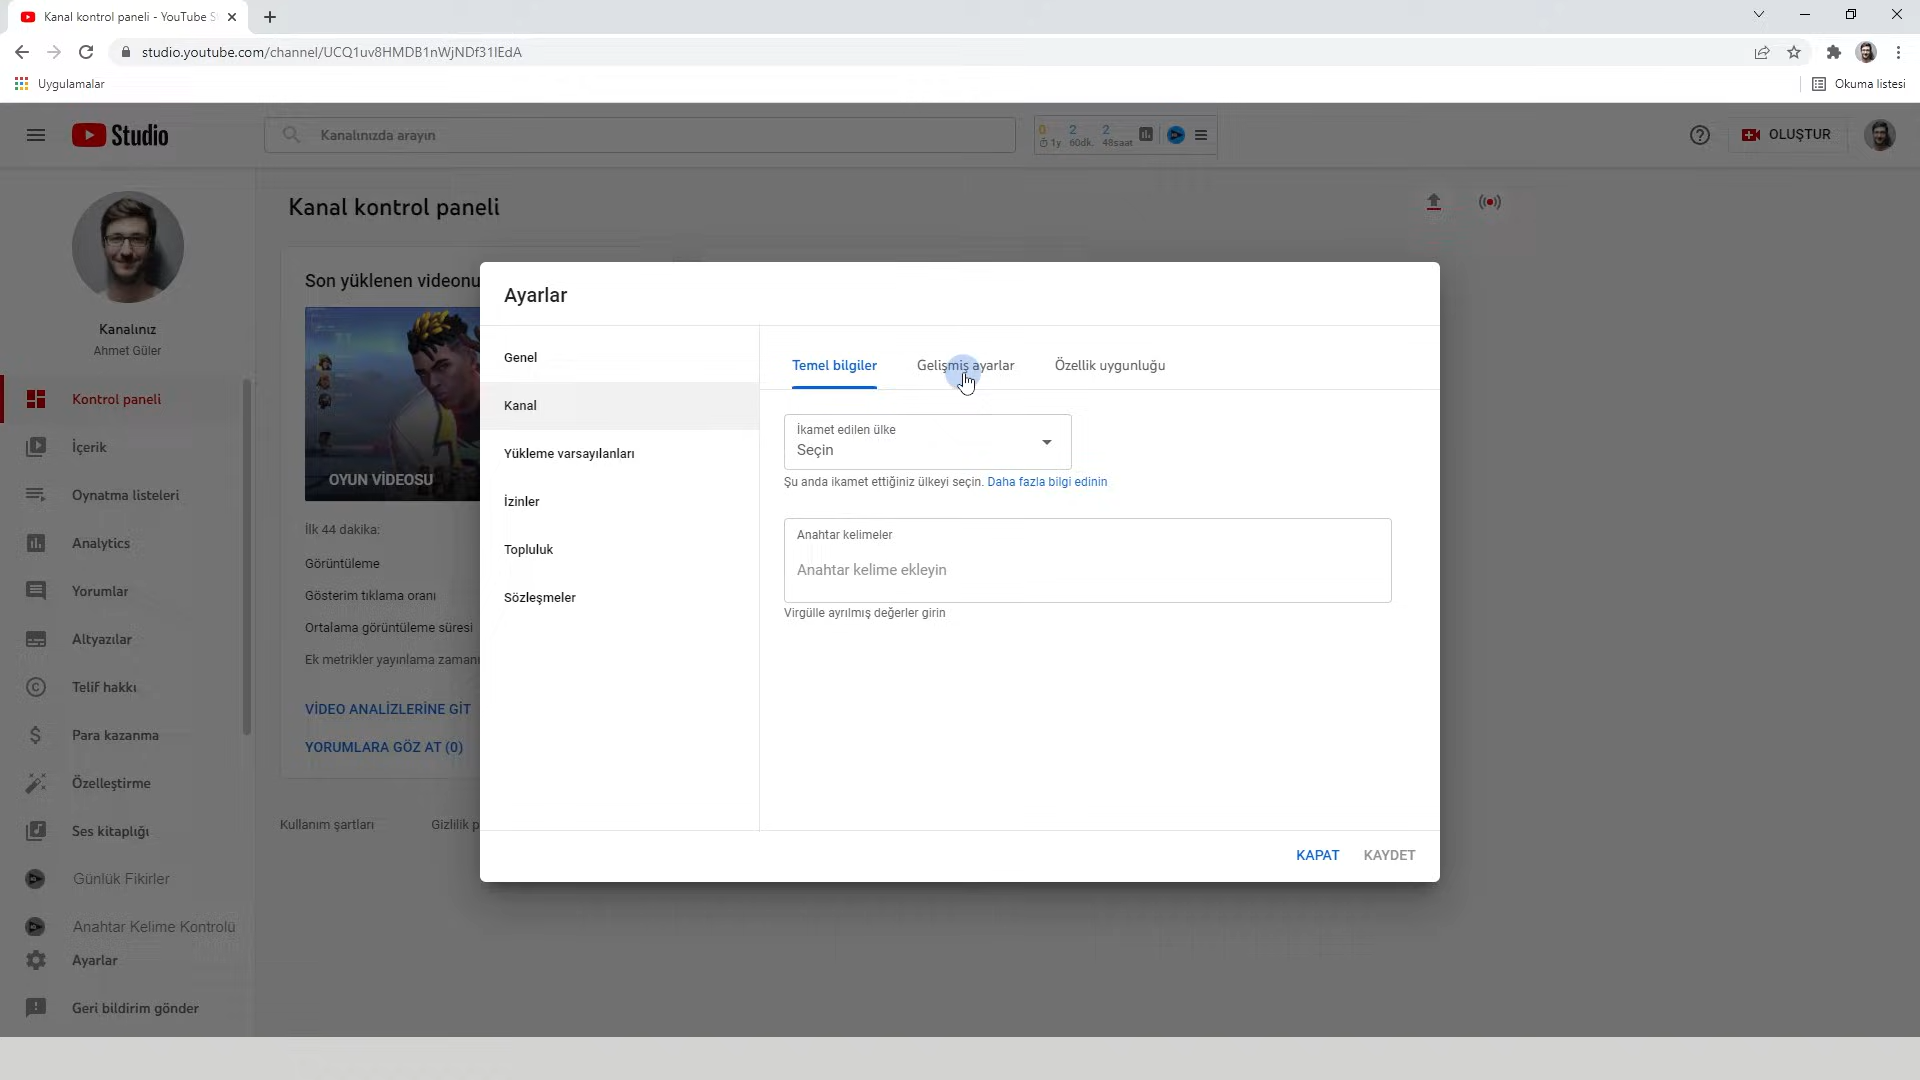 Kanal kontrol paneli - YouTube S
studio.youtube.com/channel/UCQ1uv8HMDB1nWjNDf31IEdA
Uygulamalar
Okuma listesi
Studio
Kanalınızda arayın
0 2 2
1y 60dk. 48saat
OLUŞTUR
Kanalınız
Ahmet Güler
Kontrol paneli
İçerik
Oynatma listeleri
Analytics
Yorumlar
Altyazılar
Telif hakkı
Para kazanma
Özelleştirme
Ses kitaplığı
Günlük Fikirler
Anahtar Kelime Kontrolü
Ayarlar
Geri bildirim gönder
Kanal kontrol paneli
Son yüklenen videonu
OYUN VİDEOSU
İlk 44 dakika:
Görüntüleme
Gösterim tıklama oranı
Ortalama görüntüleme süresi
Ek metrikler yayınlama zamanı
VİDEO ANALİZLERİNE GİT
YORUMLARA GÖZ AT (0)
Kullanım şartları
Gizlilik p
Ayarlar
Genel
Kanal
Yükleme varsayılanları
İzinler
Topluluk
Sözleşmeler
Temel bilgiler
Gelişmiş ayarlar
Özellik uygunluğu
İkamet edilen ülke
Seçin
Şu anda ikamet ettiğiniz ülkeyi seçin. Daha fazla bilgi edinin
Anahtar kelimeler
Anahtar kelime ekleyin
Virgülle ayrılmış değerler girin
KAPAT
KAYDET